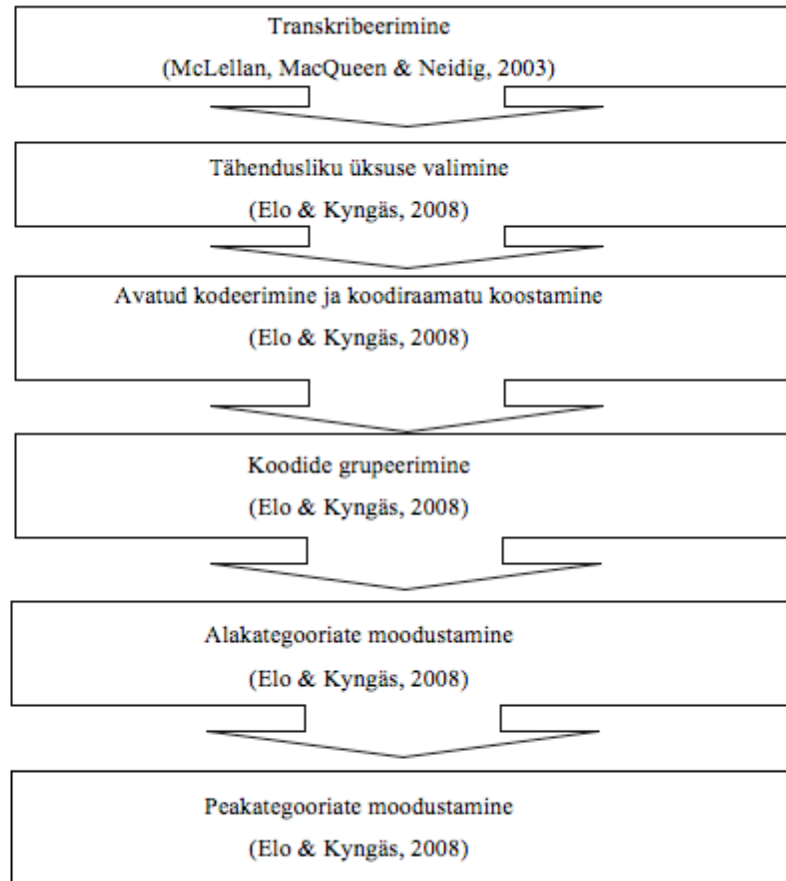 Transkribeerimine
(McLellan, MacQueen & Neidig, 2003)
Tähendusliku üksuse valimine
(Elo & Kyngäs, 2008)
Avatud kodeerimine ja koodiraamatu koostamine
(Elo & Kyngäs, 2008)
Koodide grupeerimine
(Elo & Kyngäs, 2008)
Alakategooriate moodustamine
(Elo & Kyngäs, 2008)
Peakategooriate moodustamine
(Elo & Kyngäs, 2008)